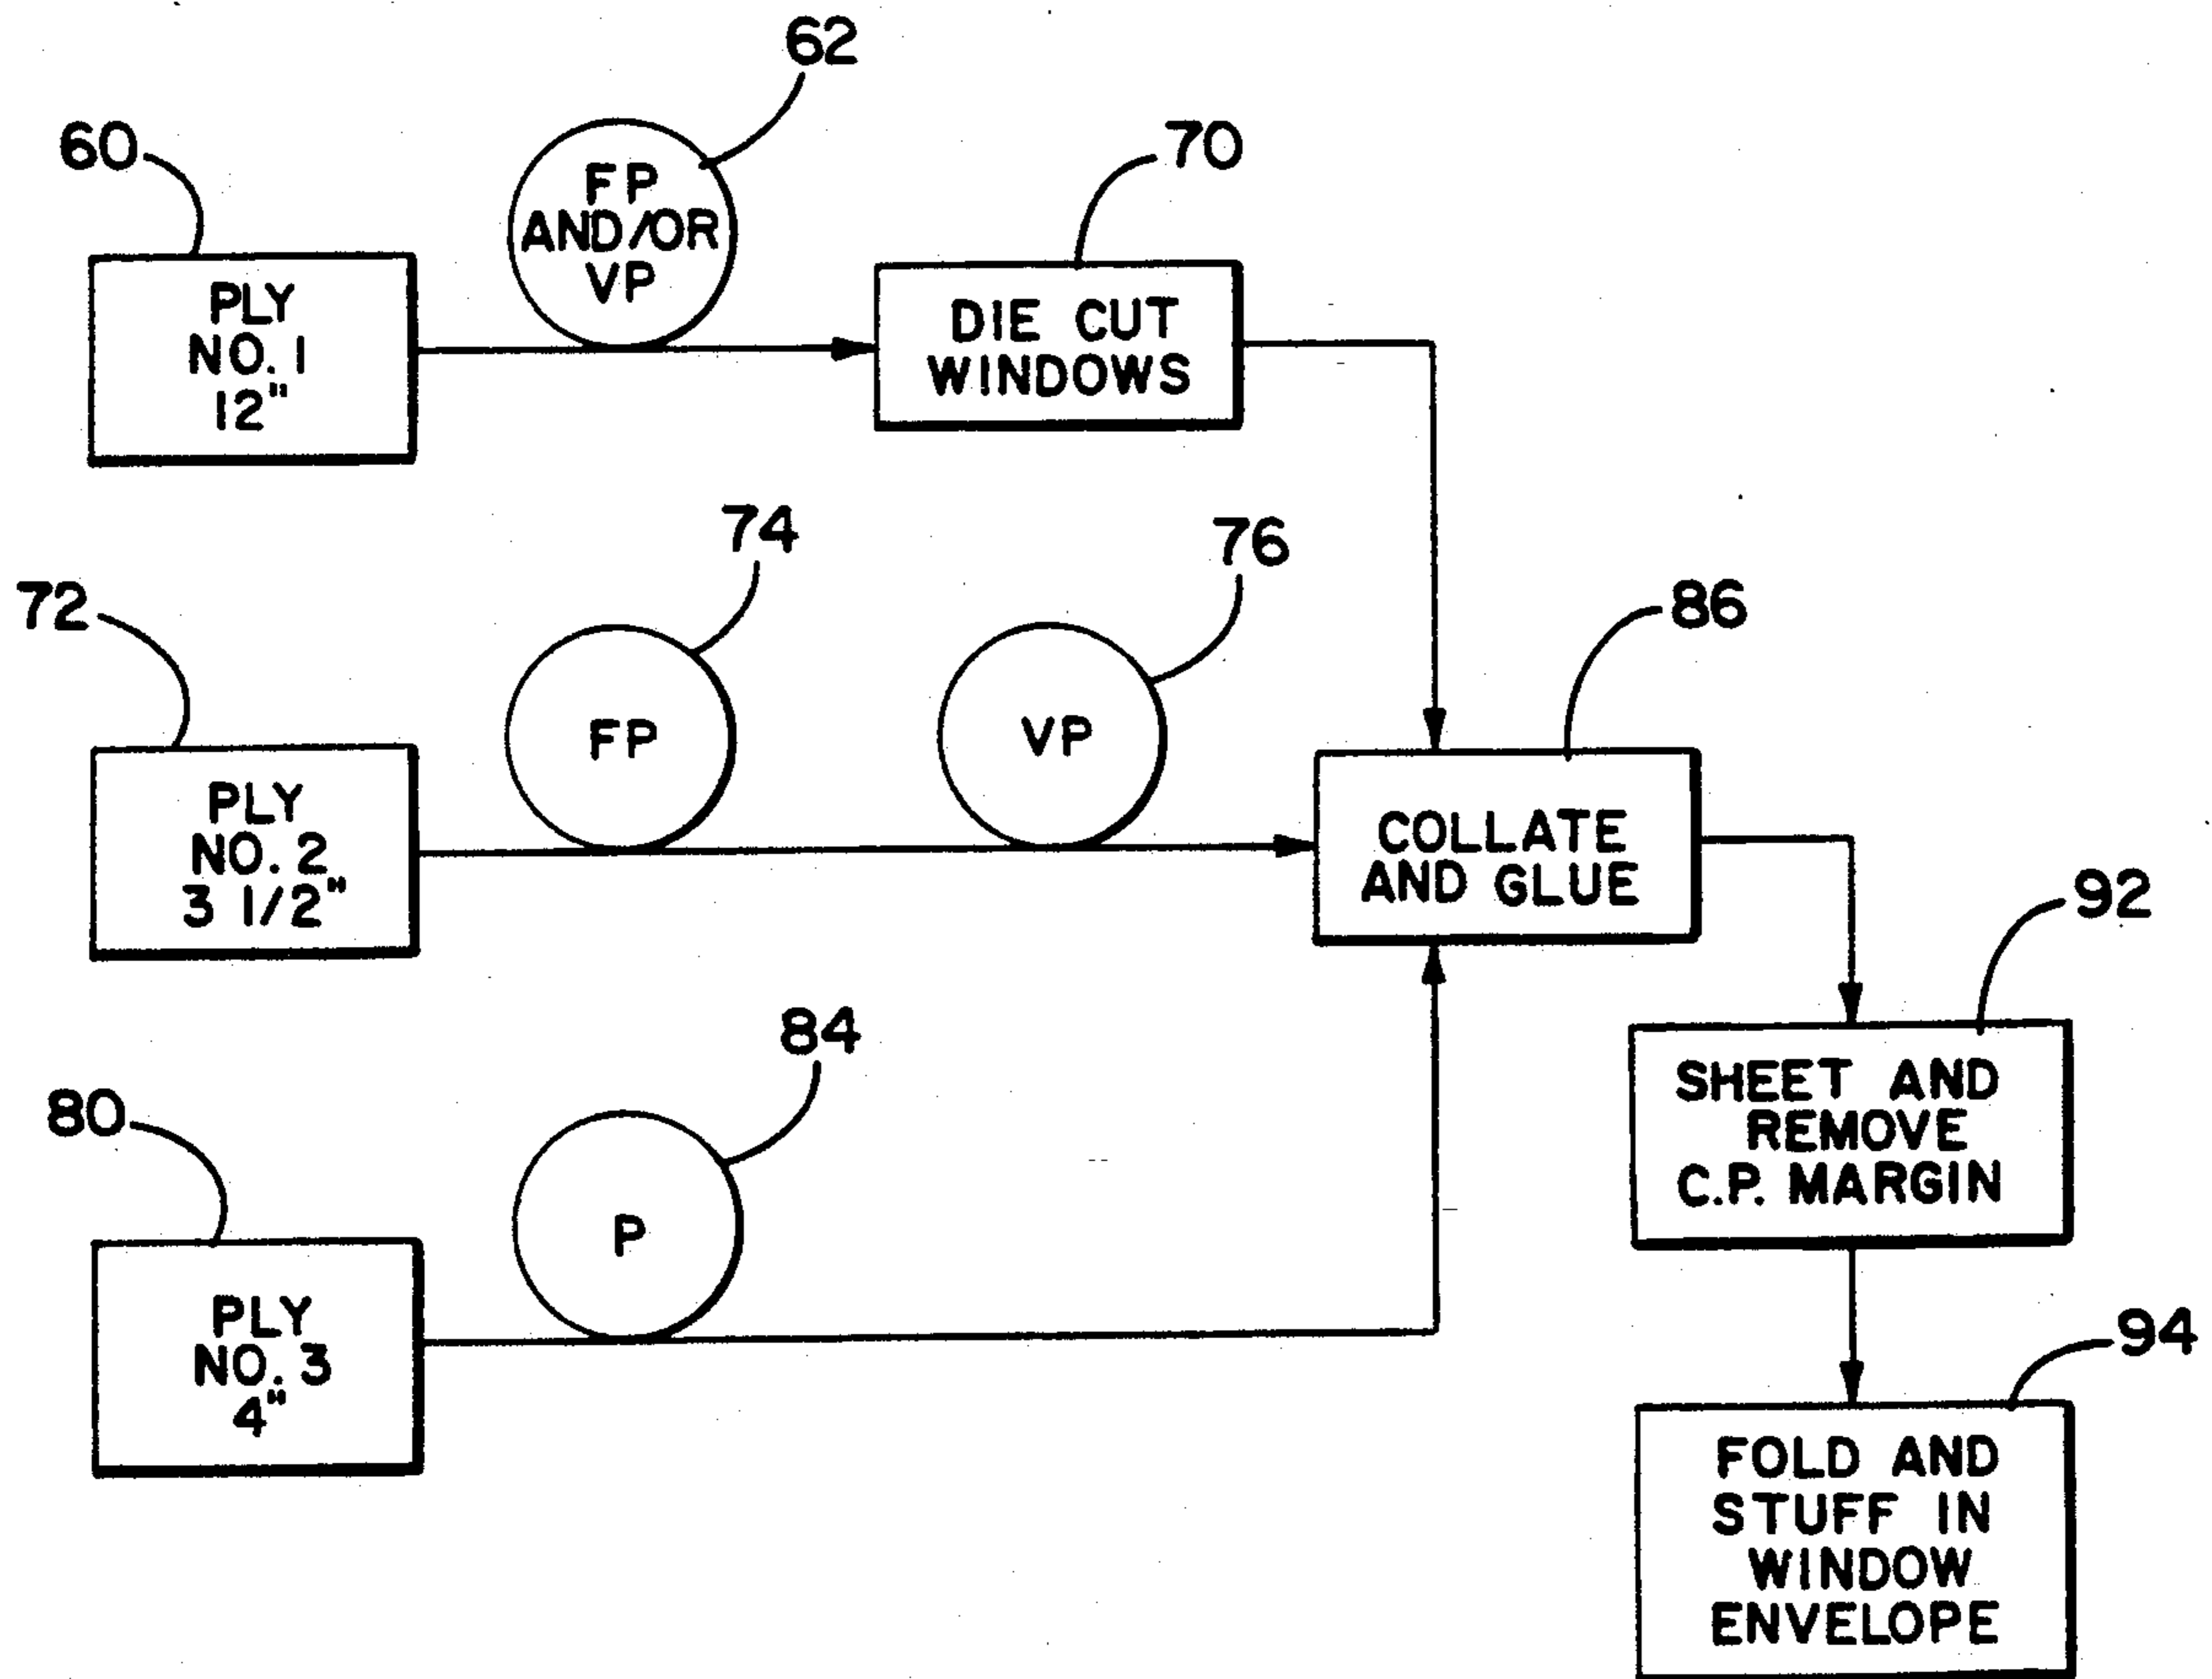 62
60
70
FP
AND/OR
VP
PLY
NO. 1
12"
DIE CUT
WINDOWS
74
76
72
86
FP
VP
PLY
NO. 2
3 1/2"
COLLATE
AND GLUE
92
84
80
SHEET AND
REMOVE
C.P. MARGIN
P
PLY
NO. 3
4"
94
FOLD AND
STUFF IN
WINDOW
ENVELOPE